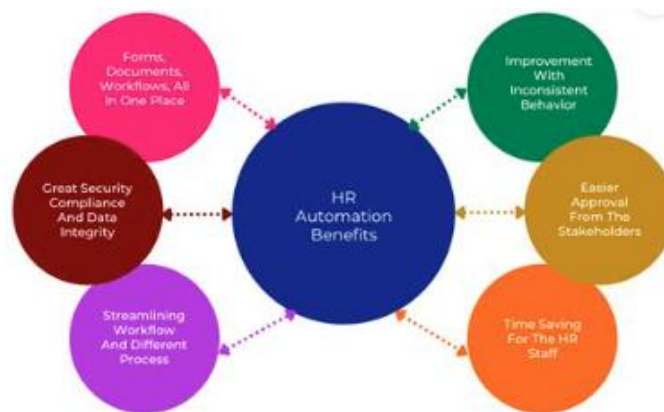 Forms,
Documents,
Workflows, All
In One Place
Improvement
With
Inconsistent
Behavior
Great Security
Compliance
And Data
Integrity
HR
Automation
Benefits
Easier
Approval
From The
Stakeholders
Streamlining
Workflow
And Different
Process
Time Saving
For The HR
Staff